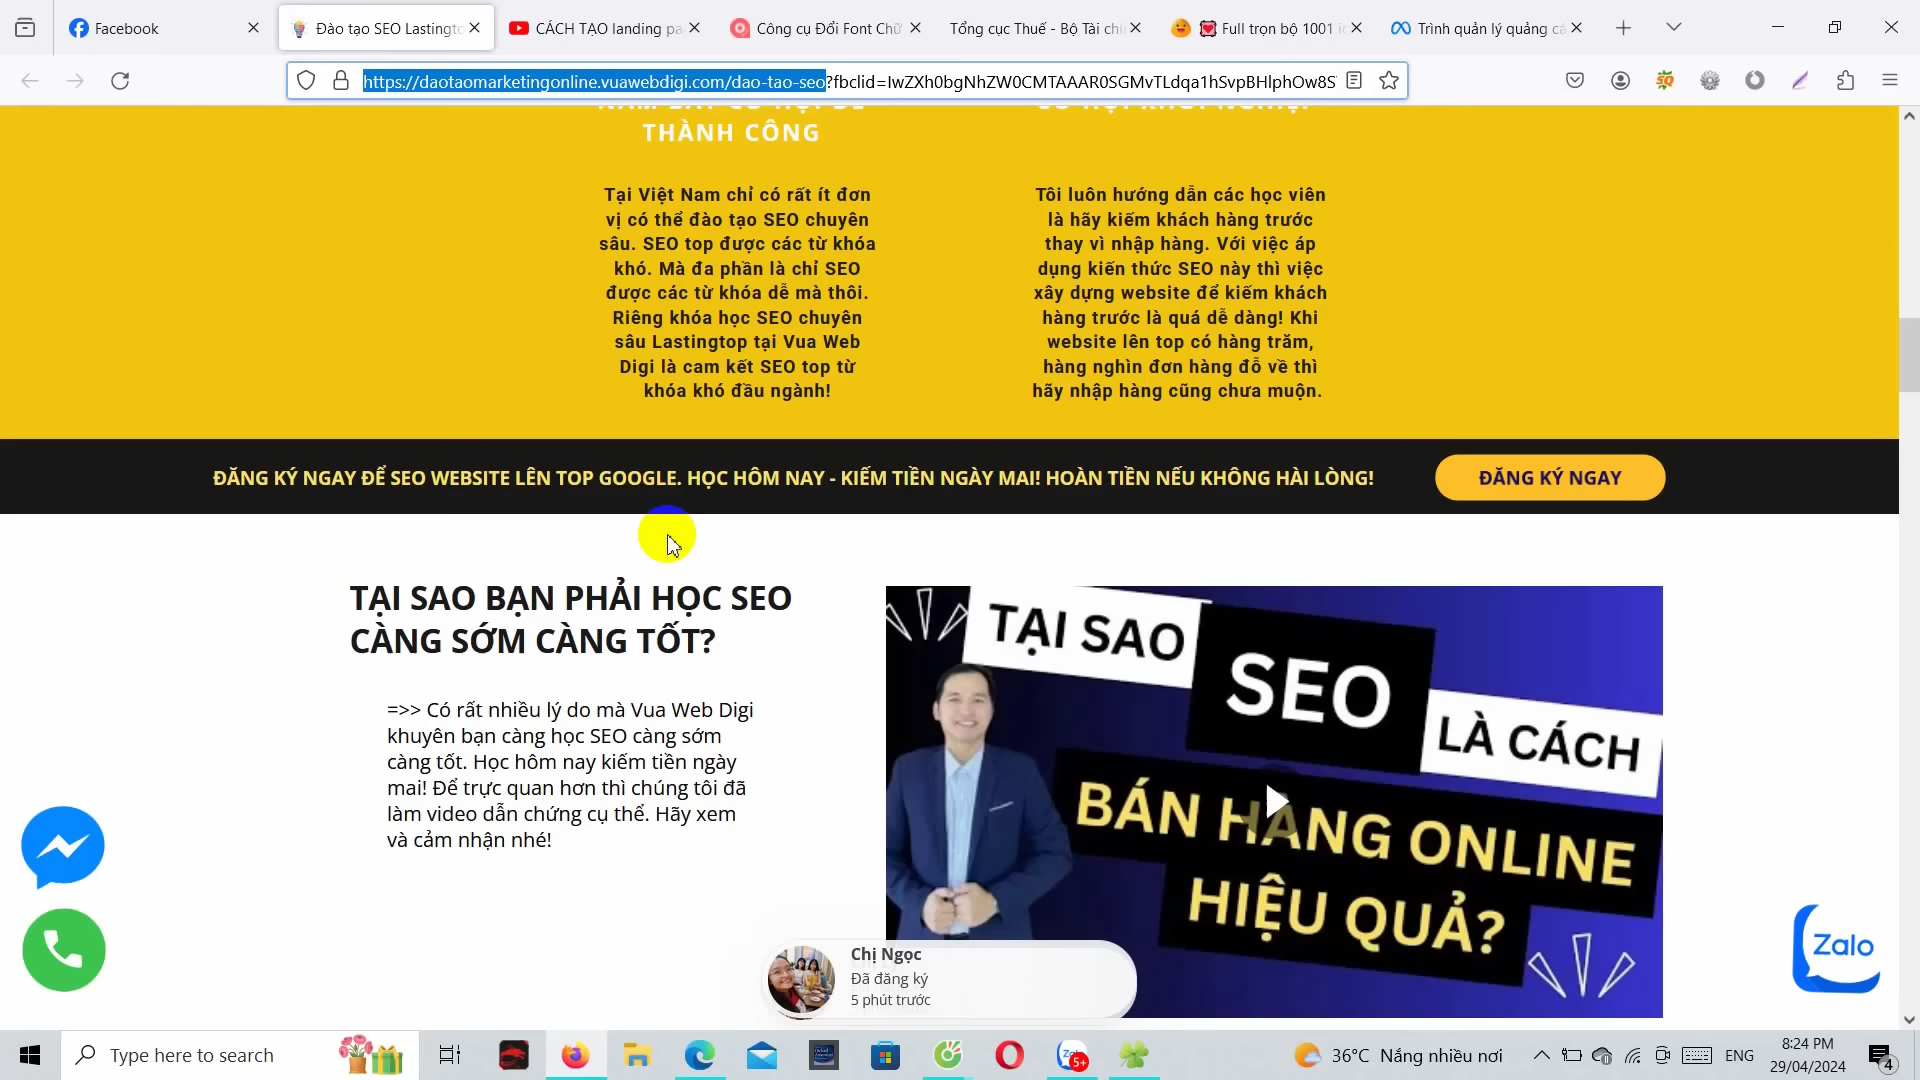 Facebook
Đào tạo SEO Lastingto
CÁCH TẠO landing pa
Công cụ Đổi Font Chữ
Tổng cục Thuế - Bộ Tài chí
Full trọn bộ 1001 ic
Trình quản lý quảng cá
https://daotaomarketingonline.vuawebdigi.com/dao-tao-seo?fbclid=IwZXh0bgNhZW0CMTAAAR0SGMvTLdqa1hSvpBHlphOw8S
THÀNH CÔNG
Tại Việt Nam chỉ có rất ít đơn
vị có thể đào tạo SEO chuyên
sâu. SEO top được các từ khóa
khó. Mà đa phần là chỉ SEO
được các từ khóa dễ mà thôi.
Riêng khóa học SEO chuyên
sâu Lastingtop tại Vua Web
Digi là cam kết SEO top từ
khóa khó đầu ngành!
Tôi luôn hướng dẫn các học viên
là hãy kiếm khách hàng trước
thay vì nhập hàng. Với việc áp
dụng kiến thức SEO này thì việc
xây dựng website để kiếm khách
hàng trước là quá dễ dàng! Khi
website lên top có hàng trăm,
hàng nghìn đơn hàng đỗ về thì
hãy nhập hàng cũng chưa muộn.
ĐĂNG KÝ NGAY ĐỂ SEO WEBSITE LÊN TOP GOOGLE. HỌC HÔM NAY - KIẾM TIỀN NGÀY MAI! HOÀN TIỀN NẾU KHÔNG HÀI LÒNG!
ĐĂNG KÝ NGAY
TẠI SAO BẠN PHẢI HỌC SEO
CÀNG SỚM CÀNG TỐT?
=>> Có rất nhiều lý do mà Vua Web Digi
khuyên bạn càng học SEO càng sớm
càng tốt. Học hôm nay kiếm tiền ngày
mai! Để trực quan hơn thì chúng tôi đã
làm video dẫn chứng cụ thể. Hãy xem
và cảm nhận nhé!
TẠI SAO
SEO
LÀ CÁCH
BÁN HÀNG ONLINE
HIỆU QUẢ?
Chị Ngọc
Đã đăng ký
5 phút trước
Zalo
Type here to search
5+
36°C Nắng nhiều nơi
ENG
8:24 PM
29/04/2024
4